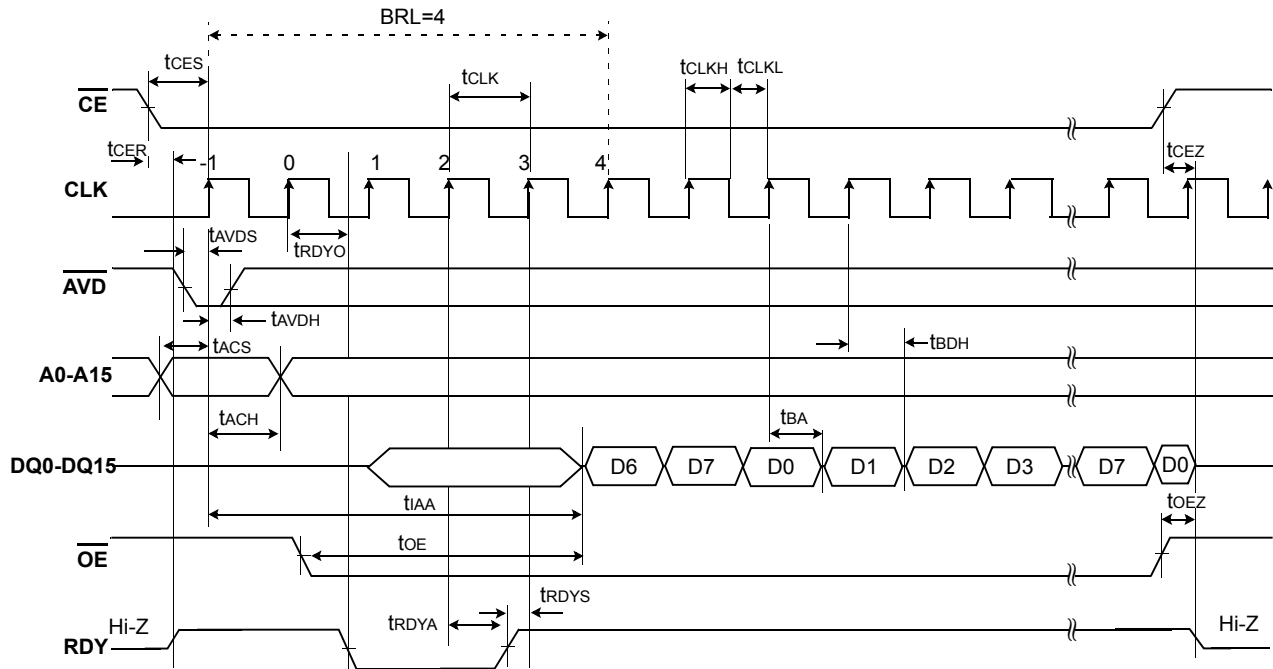 BRL=4
tCES
tCLK
tCLKH tCLKL
CE
tCER
-1 0 1 2 3 4
tCEZ
CLK
tAVDS
tRDYO
AVD
tAVDH
tACS
tBDH
A0-A15
tACH
tBA
DQ0-DQ15
D6 D7 D0 D1 D2 D3 D7 D0
tIAA
tOEZ
OE
tOE
tRDYS
Hi-Z
tRDYA
Hi-Z
RDY